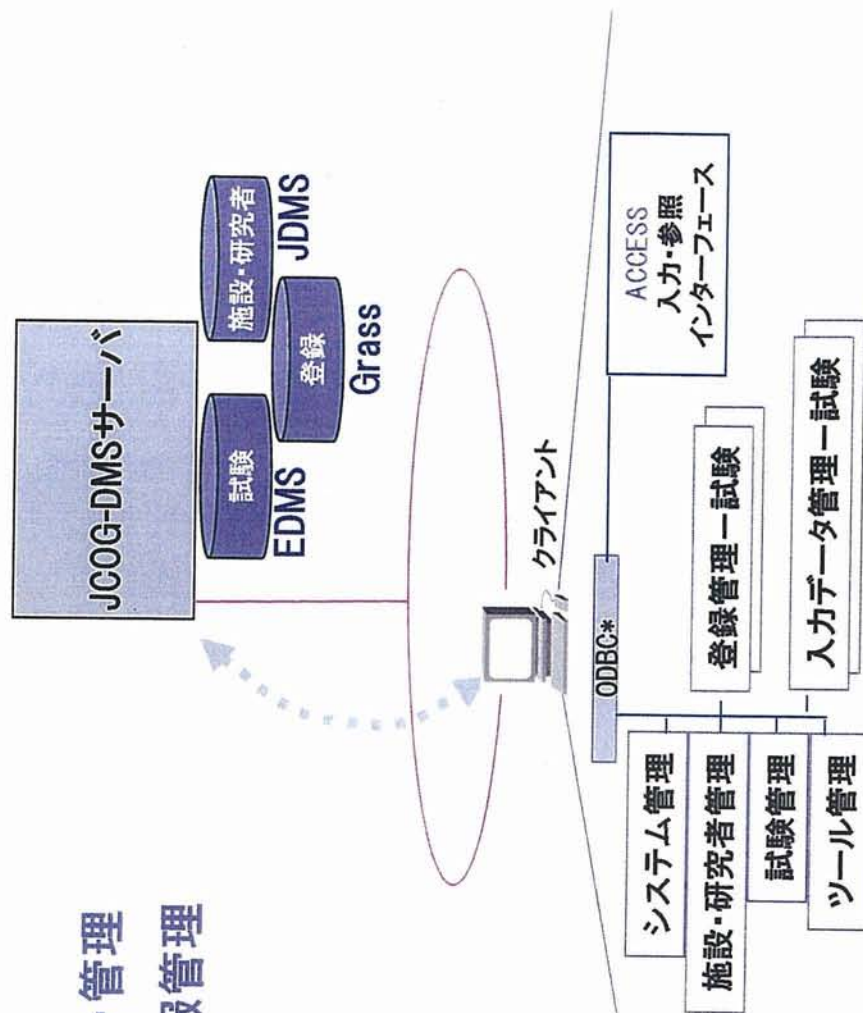 管理
管理
JCOG-DMSサーバ
試験
EDMS
登録
Grass
施設・研究者
JDMS
クライアント
ODBC*
ACCESS
入力・参照
インターフェース
システム管理
施設・研究者管理
試験管理
ツール管理
登録管理ー試験
入力データ管理ー試験